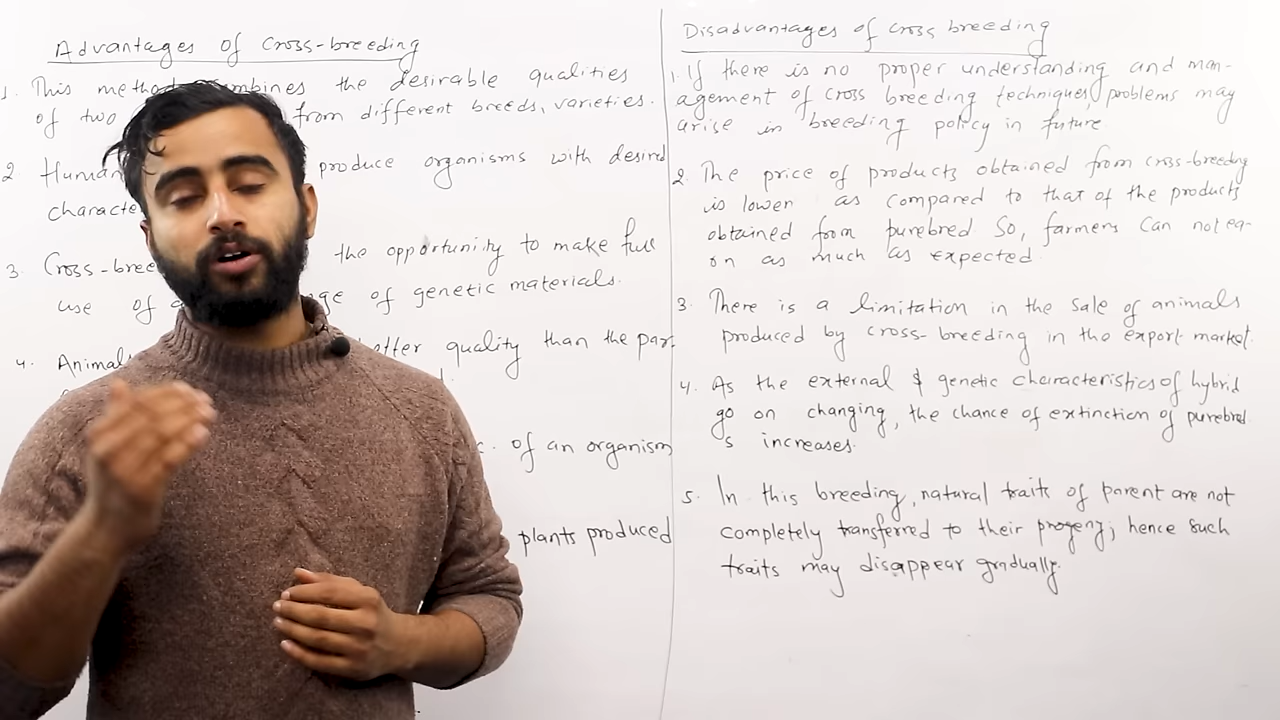 Advantages of Cross-breeding
1. This method combines the desirable qualities
of two from different breeds, varieties.
2. Human produce organisms with desired
characte
3. Cross-bree the opportunity to make full
use of a nge of genetic materials.
4. Animals better quality than the par
c. of an organism
plants produced
Disadvantages of cross breeding
1. If there is no proper understanding and man-
agement of cross breeding techniques, problems may
arise in breeding policy in future.
2. The price of products obtained from cross-breeding
is lower as compared to that of the products
obtained from purebred. So, farmers can not ea-
on as much as expected.
3. There is a limitation in the sale of animals
produced by cross-breeding in the export market.
4. As the external & genetic characteristics of hybrid
go on changing, the chance of extinction of purebred
s increases.
5. In this breeding, natural traits of parent are not
completely transferred to their progeny; hence such
traits may disappear gradually.